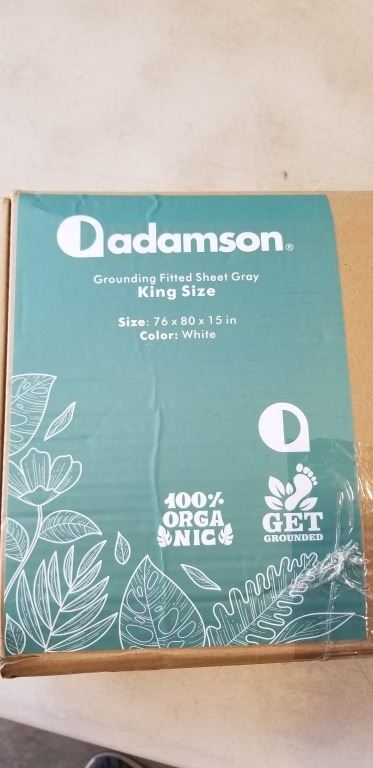 adamson®
Grounding Fitted Sheet Gray
King Size
Size: 76 x 80 x 15 in
Color: White
100%
ORGA
NIC
GET
GROUNDED